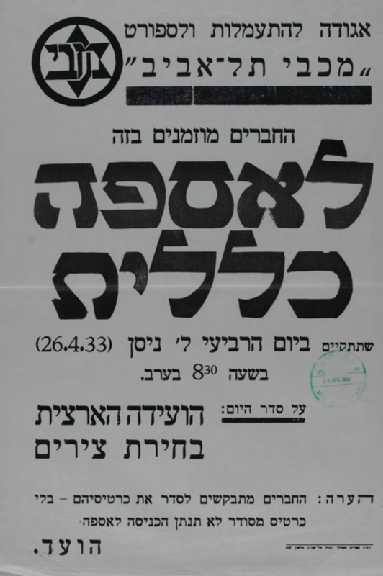 אגודה להתעמלות ולספורט
„מכבי תל־אביב”
מכבי
החברים מוזמנים בזה
לאספה
כללית
שתתקיים ביום הרביעי ל׳ ניסן (26.4.33)
בשעה 8³⁰ בערב.
על סדר היום: הועידה הארצית
בחירת צירים
הערה: החברים מתבקשים לסדר את כרטיסיהם – בלי
כרטיס מסודר לא תנתן הכניסה לאספה.
הועד.